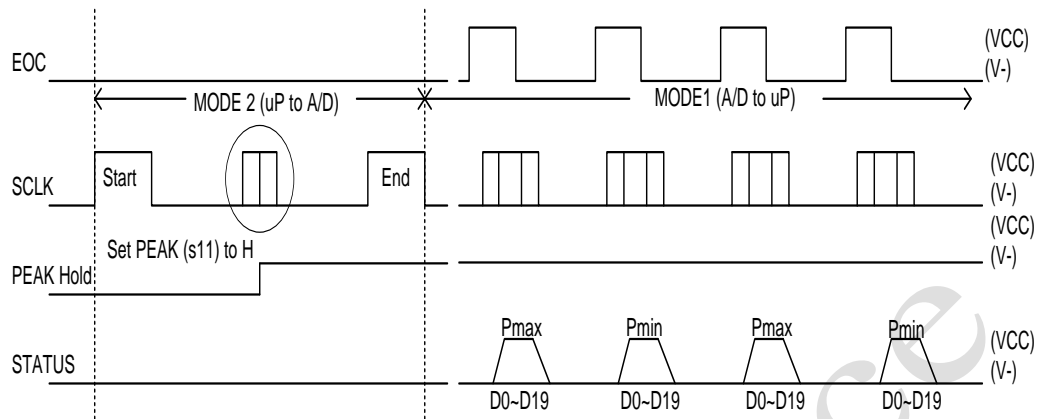 EOC
(VCC)
(V-)
MODE 2 (uP to A/D)
MODE1 (A/D to uP)
SCLK
Start
End
(VCC)
(V-)
Set PEAK (s11) to H
PEAK Hold
(VCC)
(V-)
STATUS
Pmax
Pmin
Pmax
Pmin
(VCC)
(V-)
D0~D19
D0~D19
D0~D19
D0~D19